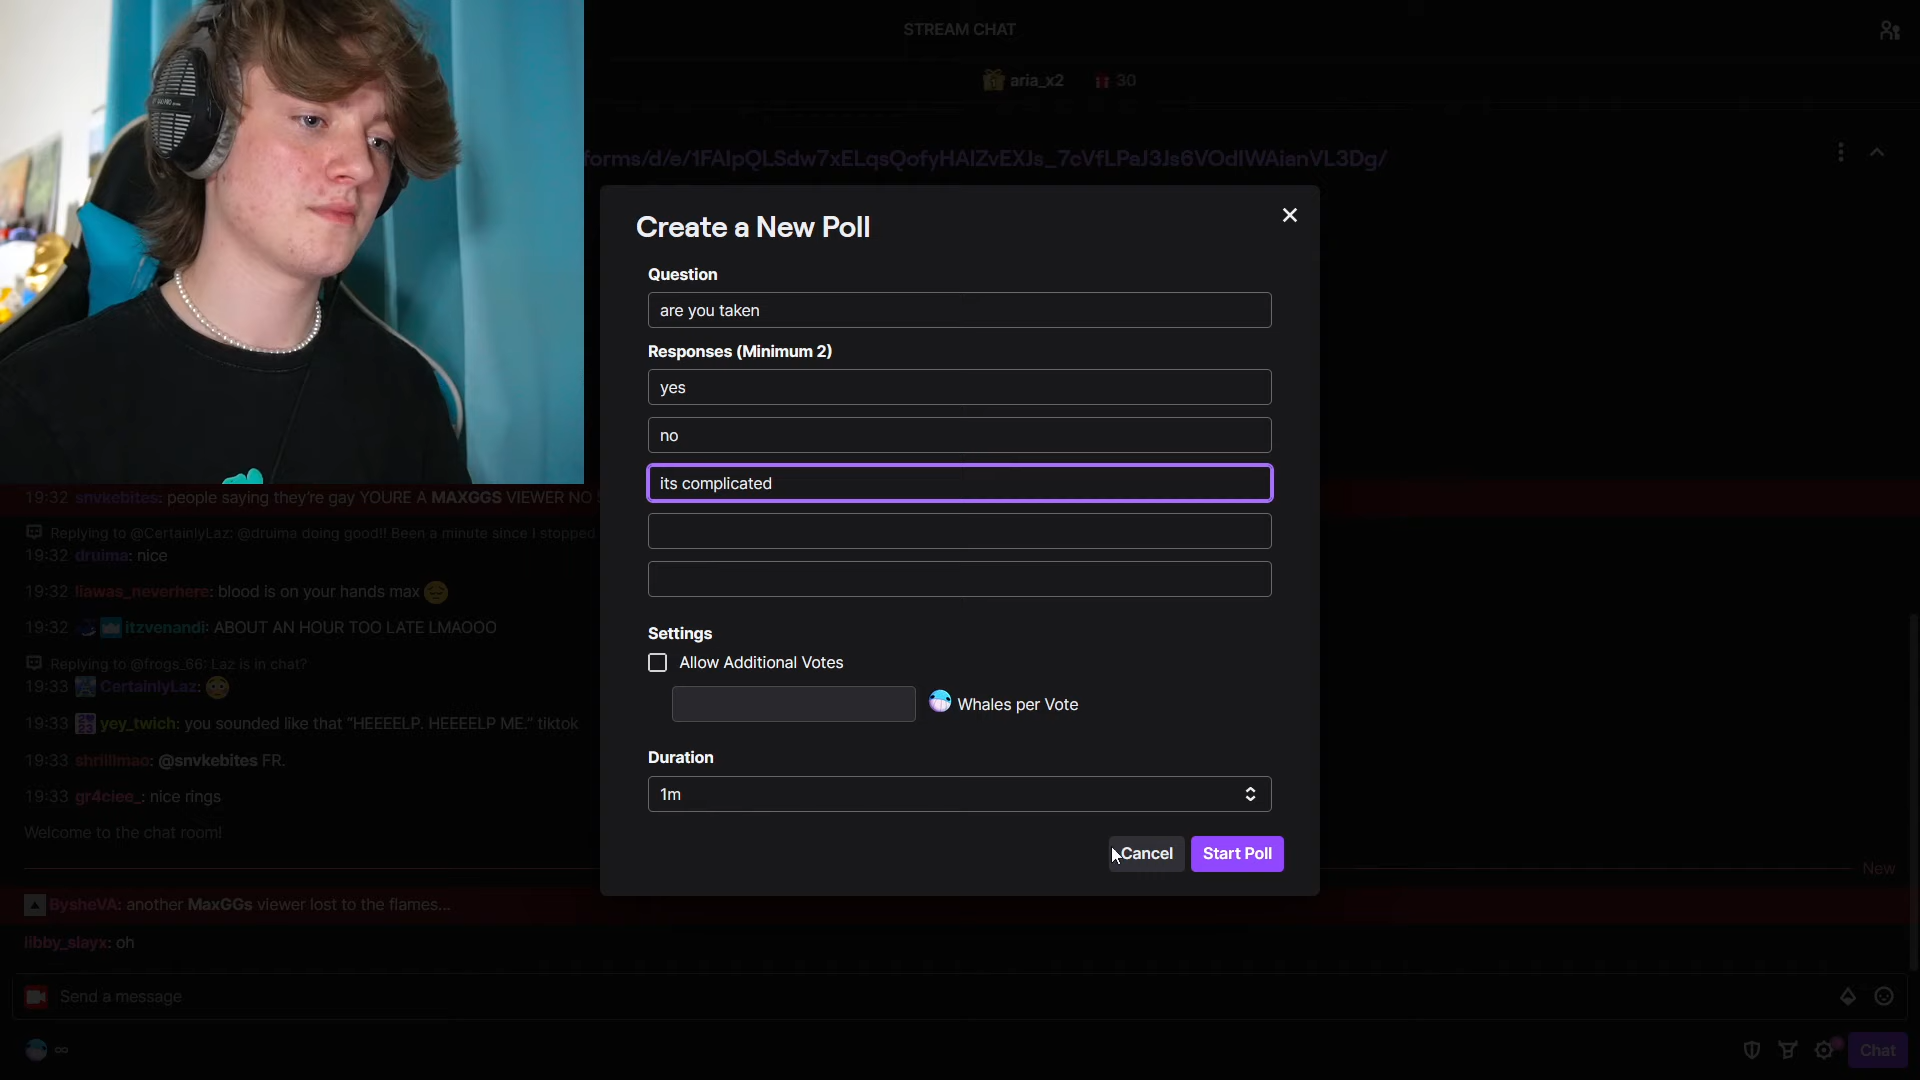 STREAM CHAT
aria_x2 30
forms/d/e/1FAIpQLSdw7xELqsQofyHAIZvEXJs_7cVfLPeJ3Js6VOdIWAianVL3Dg/
Create a New Poll
Question
are you taken
Responses (Minimum 2)
yes
no
its complicated
Settings
Allow Additional Votes
Whales per Vote
Duration
1m
Cancel Start Poll
19:32 snvkebites: people saying they're gay YOURE A MAXGGS VIEWER NO
Replying to @CertainlyLaz: @druima doing good!! Been a minute since I stopped
19:32 druima: nice
19:32 liawas_neverhere: blood is on your hands max
19:32 itzvenandi: ABOUT AN HOUR TOO LATE LMAOOO
Replying to @frogs_66: Laz is in chat?
19:33 CertainlyLaz:
19:33 yey_twich: you sounded like that "HEEEELP. HEEEELP ME." tiktok
19:33 shrilllmao: @snvkebites FR.
19:33 gr4ciee_: nice rings
Welcome to the chat room!
New
BysheVA: another MaxGGs viewer lost to the flames...
libby_slayx: oh
Send a message
∞
Chat